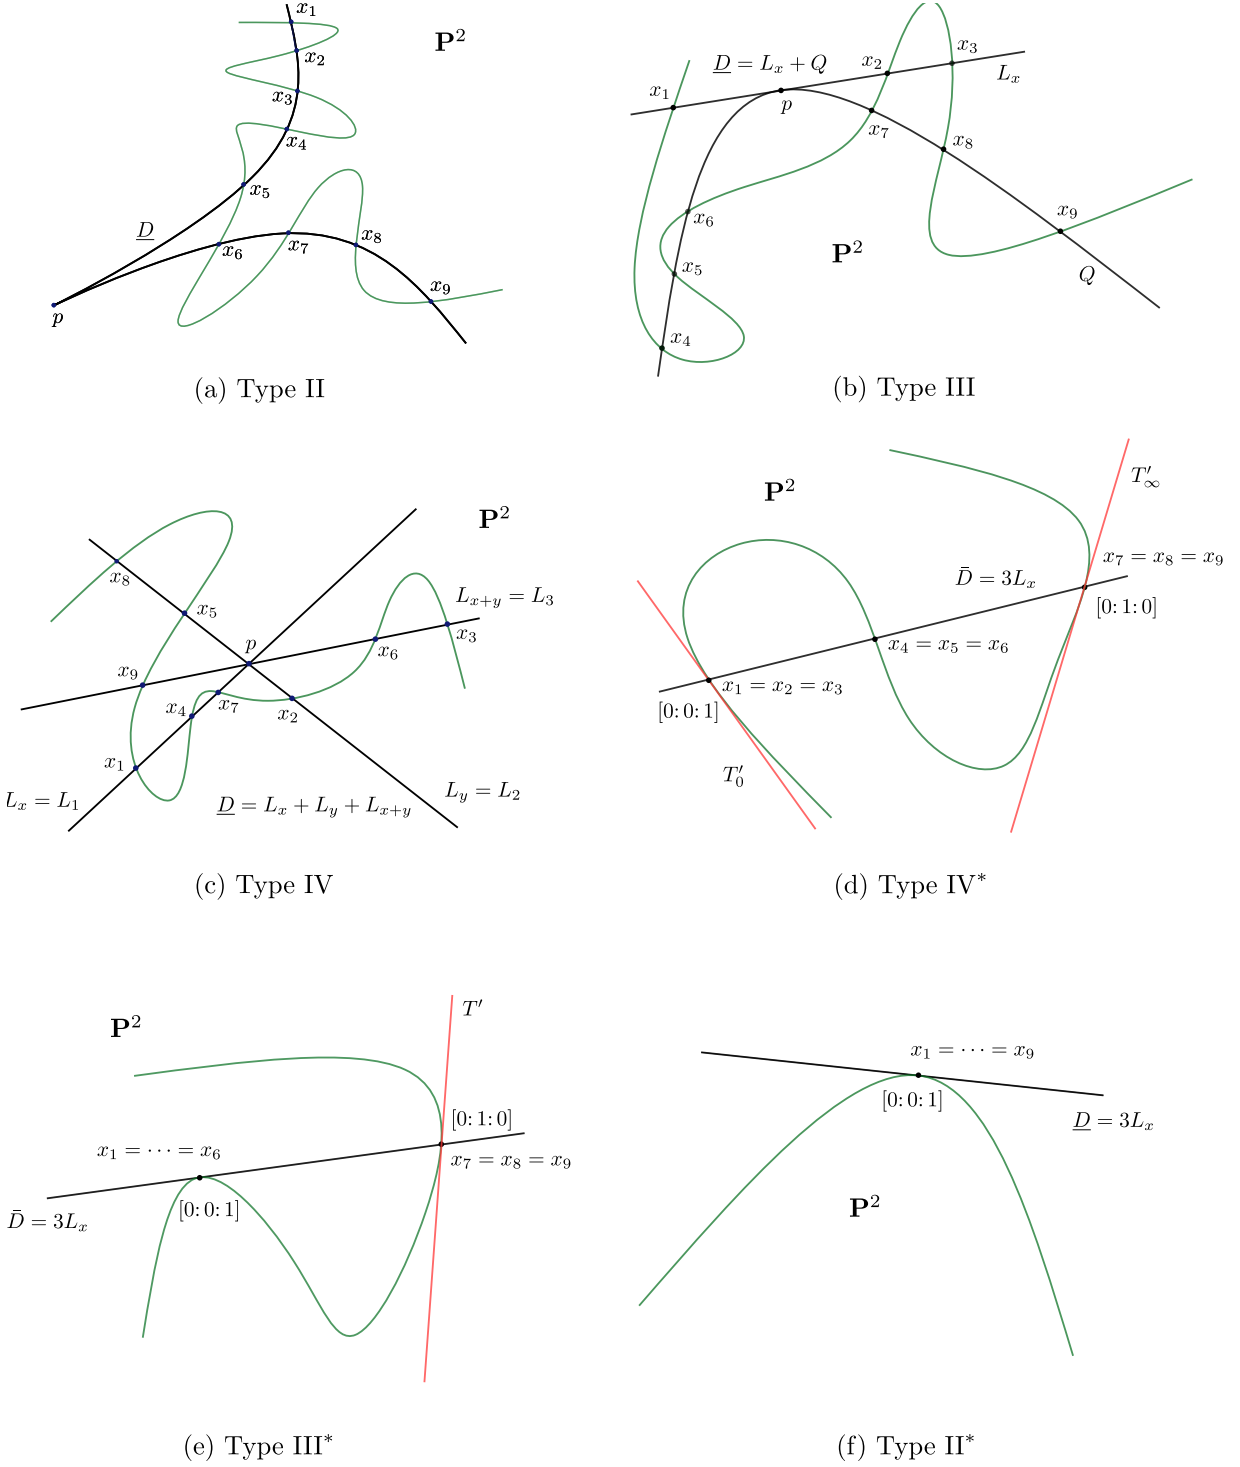 x₁
P²
x₂
x₃
x₄
x₅
D̲
x₆ x₇ x₈
x₉
p
(a) Type II
D̲ = Lₓ + Q
x₂ x₃
Lₓ
x₁
p
x₇
x₈
x₆
x₉
P²
x₅
Q
x₄
(b) Type III
P²
x₈
x₅
Lₓ₊ᵧ = L₃
p
x₃
x₆
x₉
x₄ x₇
x₂
x₁
Lₓ = L₁
D̲ = Lₓ + Lᵧ + Lₓ₊ᵧ
Lᵧ = L₂
(c) Type IV
T′∞
P²
x₇ = x₈ = x₉
D̄ = 3Lₓ
[0: 1: 0]
x₄ = x₅ = x₆
x₁ = x₂ = x₃
[0: 0: 1]
T′₀
(d) Type IV*
T′
P²
[0: 1: 0]
x₁ = ··· = x₆
x₇ = x₈ = x₉
[0: 0: 1]
D̄ = 3Lₓ
(e) Type III*
x₁ = ··· = x₉
[0: 0: 1]
D̲ = 3Lₓ
P²
(f) Type II*